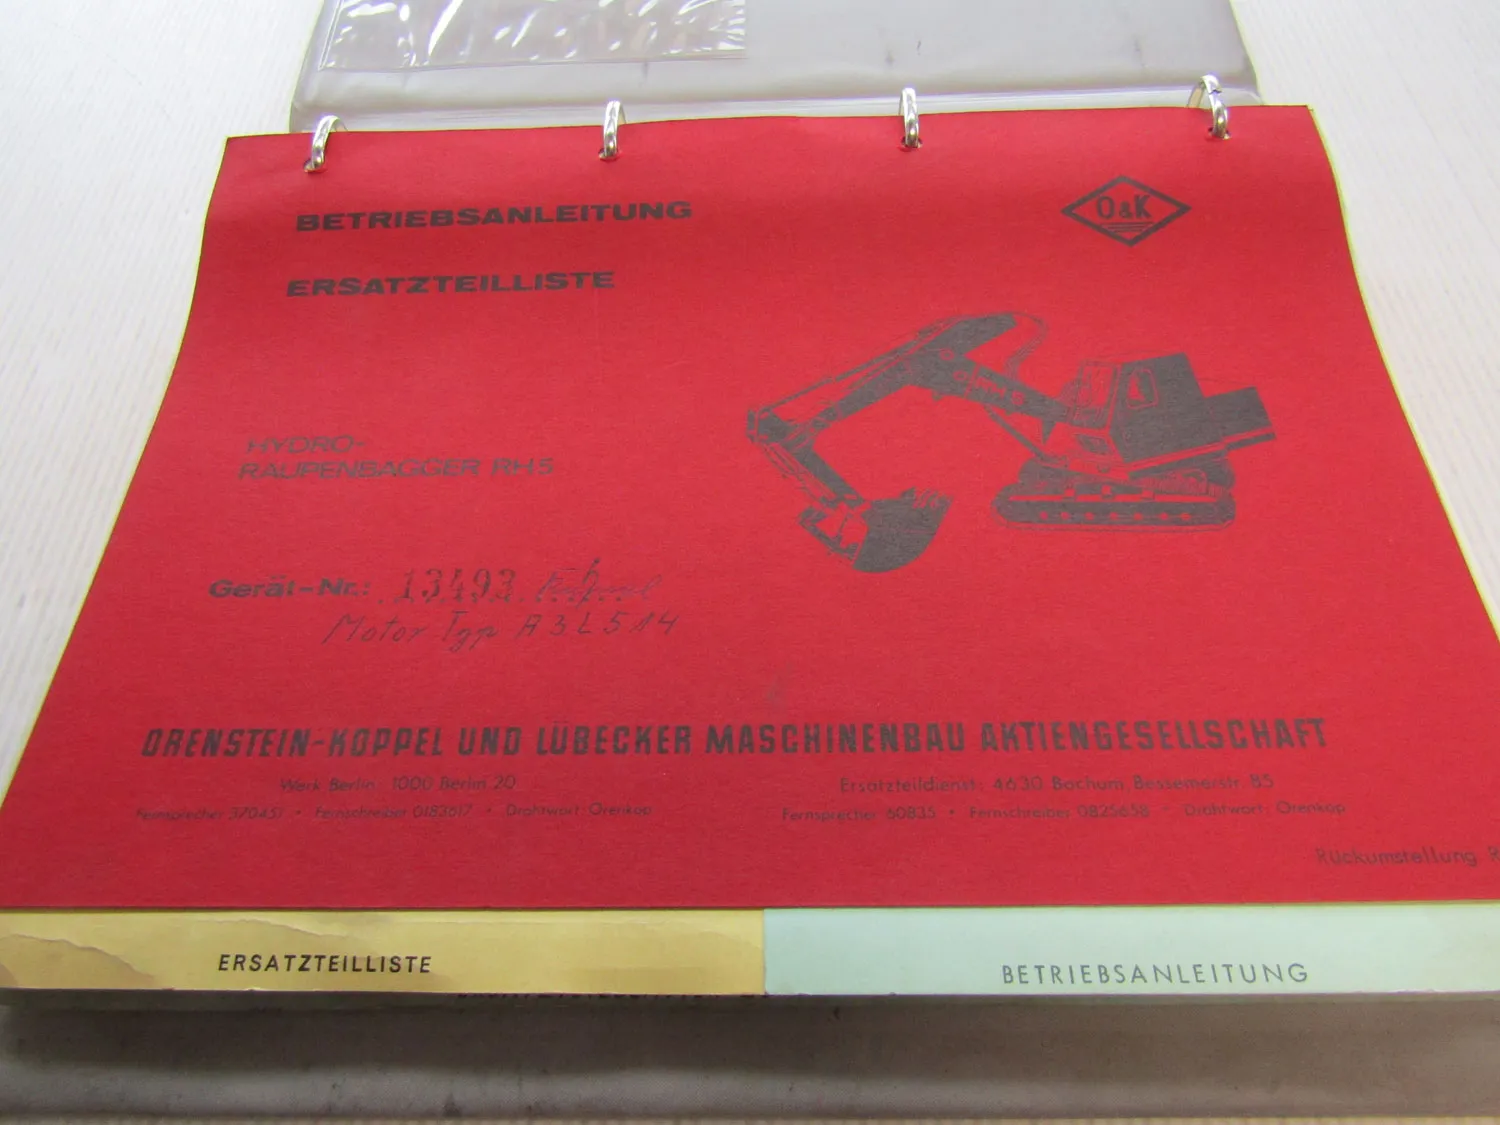 BETRIEBSANLEITUNG
O&K
ERSATZTEILLISTE
HYDRO-
RAUPENBAGGER RH5
Gerät-Nr.: 13493
Motor Typ A3L514
ORENSTEIN-KOPPEL UND LÜBECKER MASCHINENBAU AKTIENGESELLSCHAFT
Werk Berlin: 1000 Berlin 20
Fernsprecher 370451 • Fernschreiber 0183617 • Drahtwort: Orenkop
Ersatzteildienst: 4630 Bochum Bessemerstr. 85
Fernsprecher 60835 • Fernschreiber 0825658 • Drahtwort: Orenkop
Rückumstellung
ERSATZTEILLISTE
BETRIEBSANLEITUNG